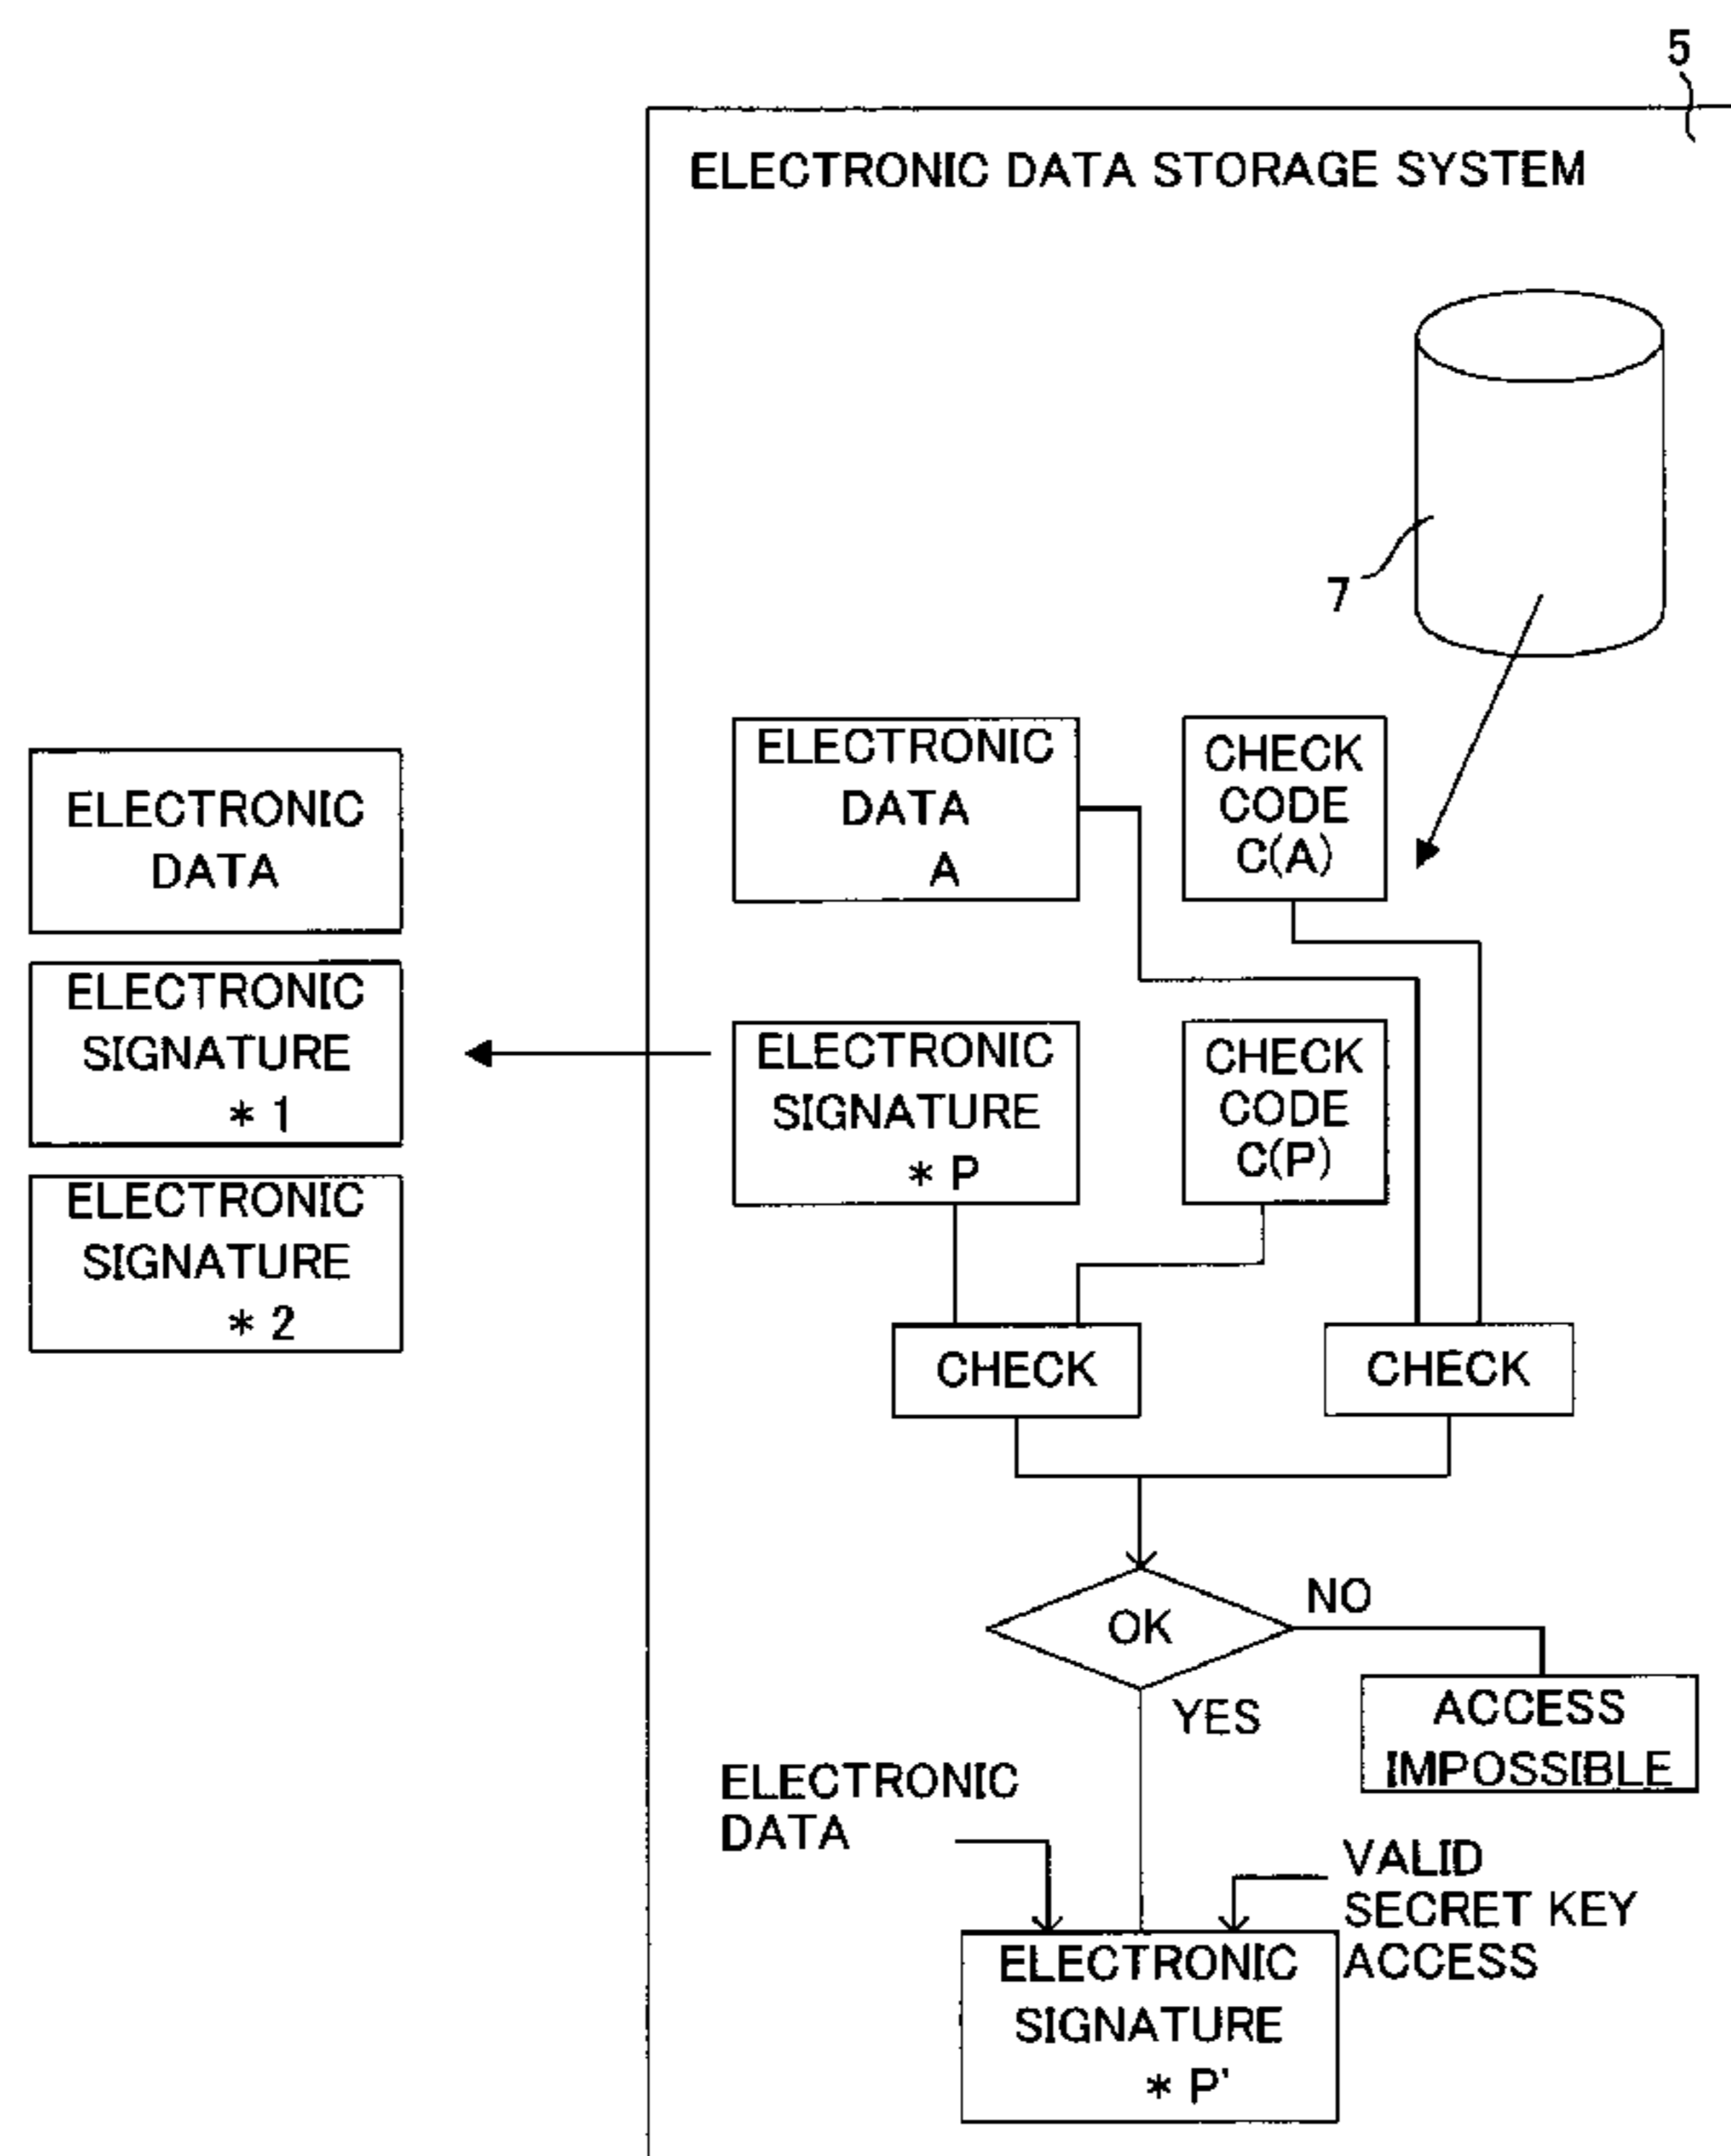 5
ELECTRONIC DATA STORAGE SYSTEM
7
ELECTRONIC
DATA
ELECTRONIC
SIGNATURE
* 1
ELECTRONIC
SIGNATURE
* 2
ELECTRONIC
DATA
A
CHECK
CODE
C(A)
ELECTRONIC
SIGNATURE
* P
CHECK
CODE
C(P)
CHECK
CHECK
OK
NO
YES
ACCESS
IMPOSSIBLE
ELECTRONIC
DATA
VALID
SECRET KEY
ACCESS
ELECTRONIC
SIGNATURE
* P'